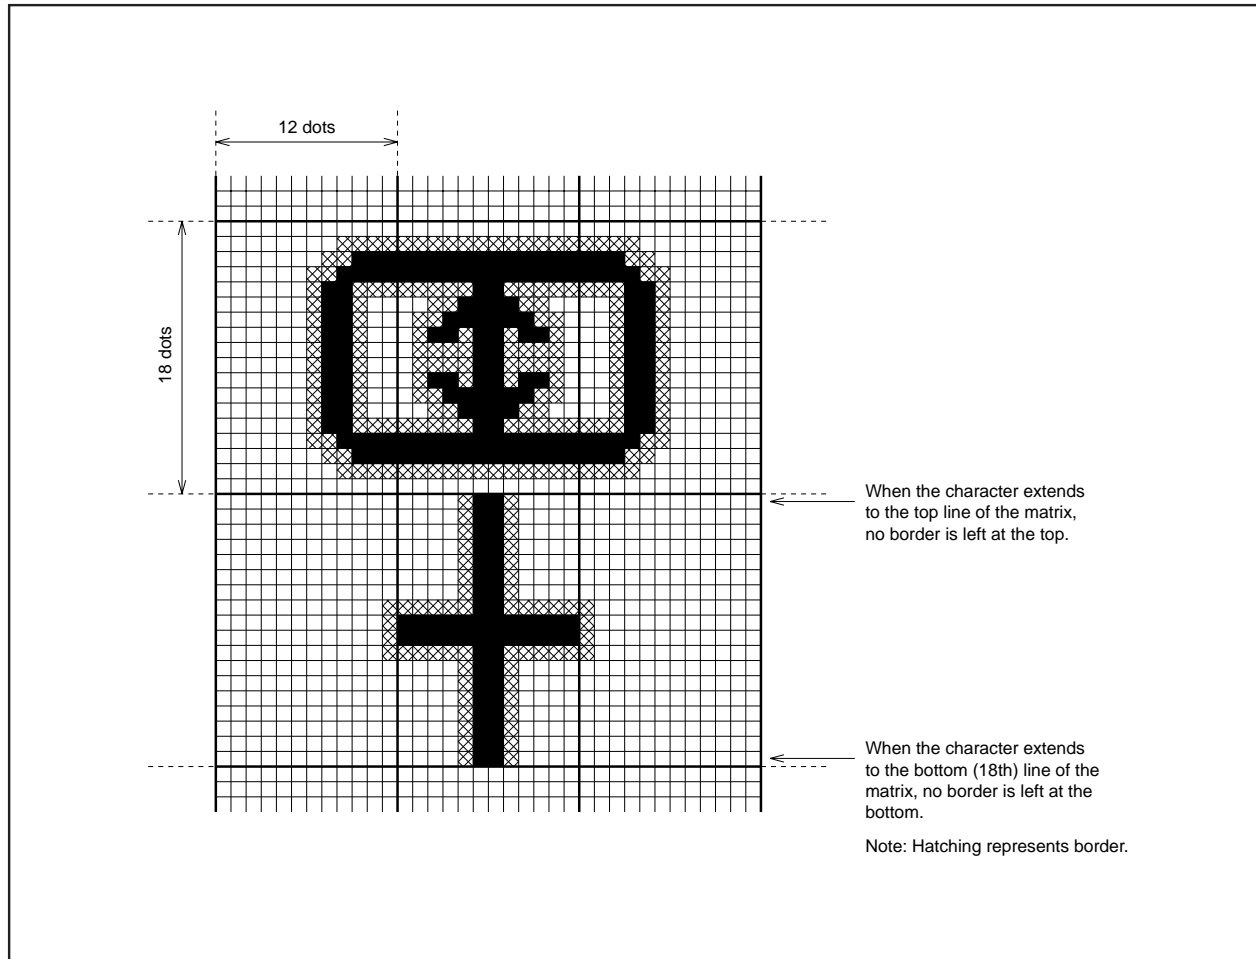 12 dots
18 dots
When the character extends
to the top line of the matrix,
no border is left at the top.
When the character extends
to the bottom (18th) line of the
matrix, no border is left at the
bottom.
Note: Hatching represents border.